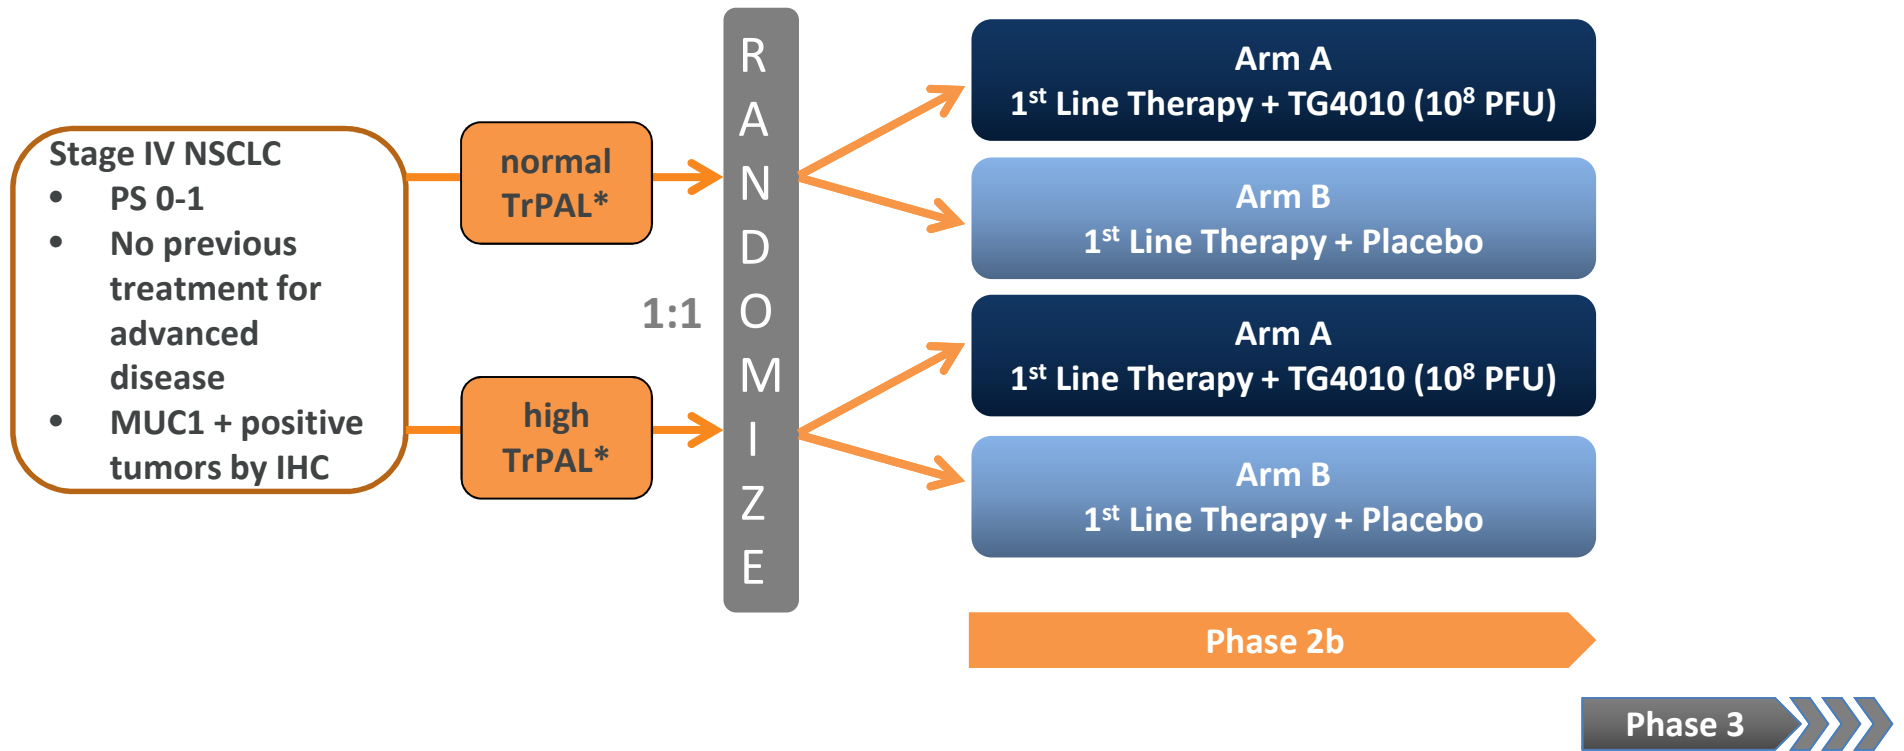 Stage IV NSCLC
• PS 0-1
• No previous
treatment for
advanced
disease
• MUC1 + positive
tumors by IHC
normal
TrPAL*
high
TrPAL*
1:1
R
A
N
D
O
M
I
Z
E
Arm A
1st Line Therapy + TG4010 (10⁸ PFU)
Arm B
1st Line Therapy + Placebo
Arm A
1st Line Therapy + TG4010 (10⁸ PFU)
Arm B
1st Line Therapy + Placebo
Phase 2b
Phase 3